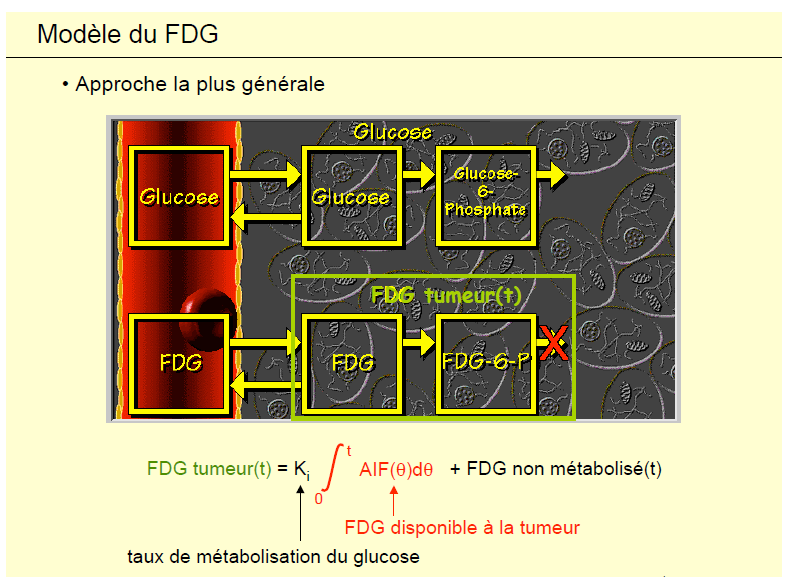 Modèle du FDG
• Approche la plus générale
Glucose
Glucose
Glucose
Glucose-
6-
Phosphate
FDG tumeur(t)
FDG
FDG
FDG-6-P
X
FDG tumeur(t) = Ki ∫0t AIF(θ)dθ + FDG non métabolisé(t)
FDG disponible à la tumeur
taux de métabolisation du glucose